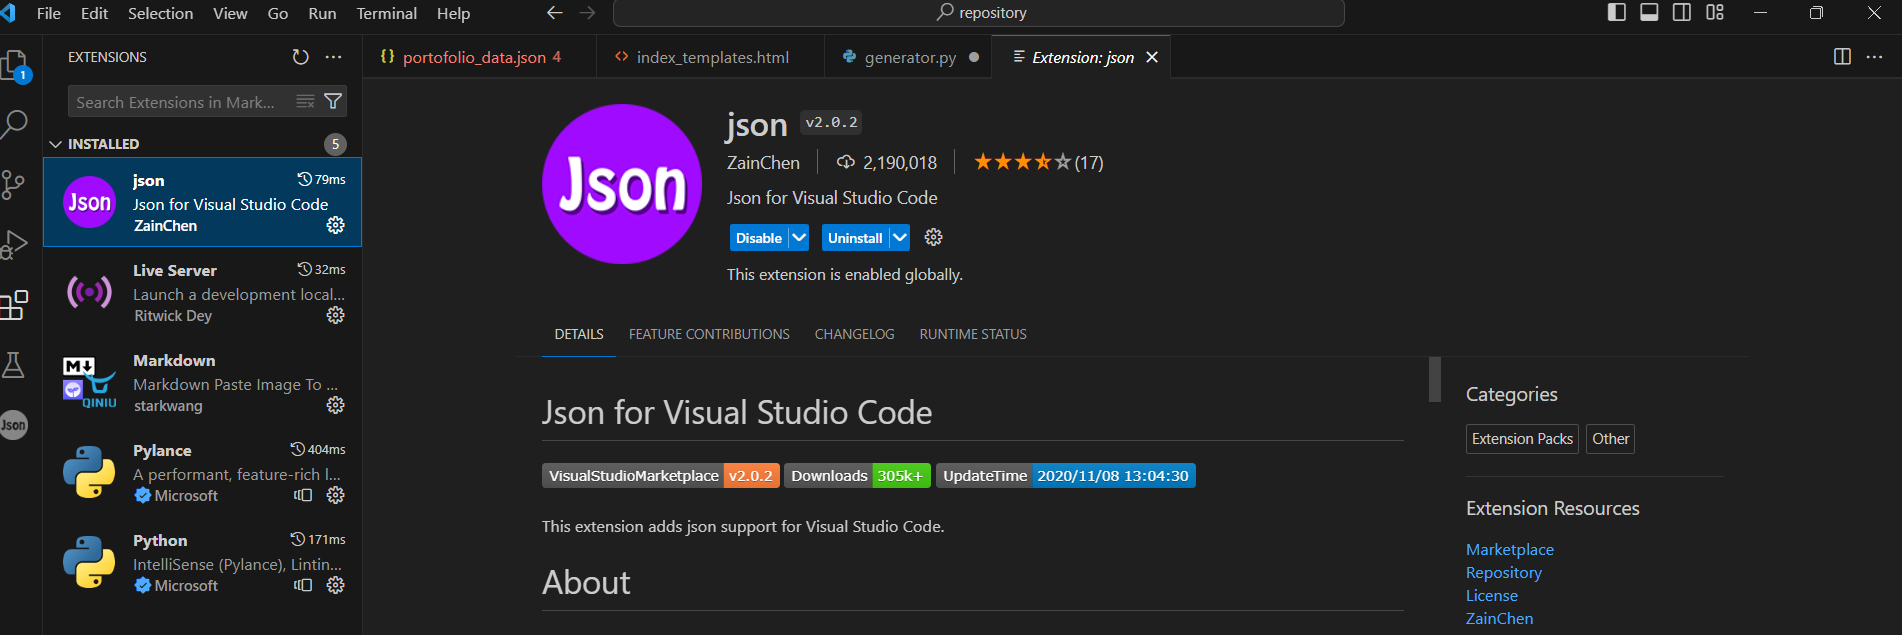 File Edit Selection View Go Run Terminal Help
repository
EXTENSIONS
portofolio_data.json 4
index_templates.html
generator.py
Extension: json
1
Search Extensions in Mark...
INSTALLED 5
json 79ms
Json
Json for Visual Studio Code
ZainChen
Live Server 32ms
Launch a development local...
Ritwick Dey
Markdown
M
Markdown Paste Image To ...
QINIU
starkwang
Json
Pylance 404ms
A performant, feature-rich l...
Microsoft
Python 171ms
IntelliSense (Pylance), Lintin...
Microsoft
Json
json v2.0.2
ZainChen 2,190,018 (17)
Json for Visual Studio Code
Disable Uninstall
This extension is enabled globally.
DETAILS FEATURE CONTRIBUTIONS CHANGELOG RUNTIME STATUS
Json for Visual Studio Code
VisualStudioMarketplace v2.0.2 Downloads 305k+ UpdateTime 2020/11/08 13:04:30
This extension adds json support for Visual Studio Code.
About
Categories
Extension Packs Other
Extension Resources
Marketplace
Repository
License
ZainChen